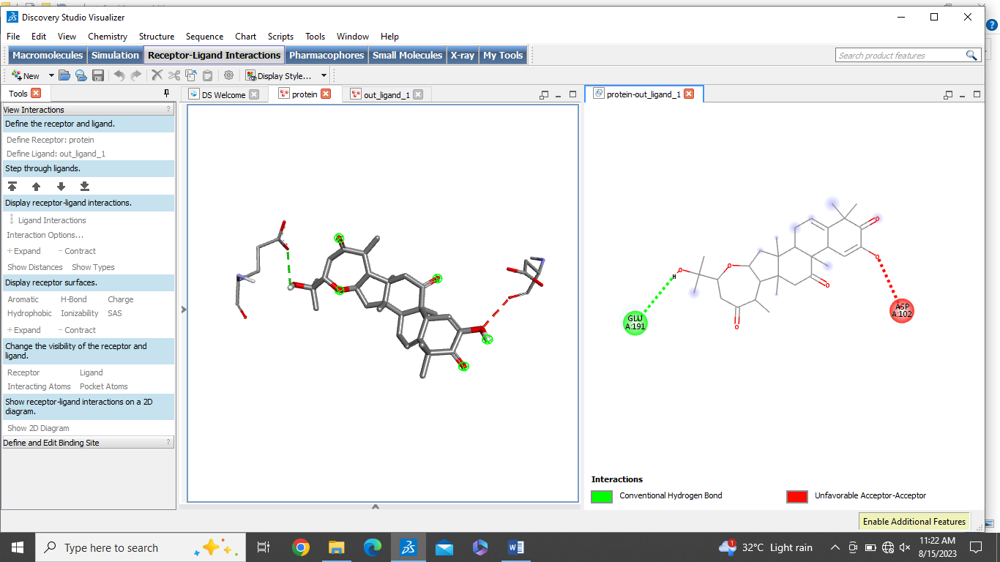 Discovery Studio Visualizer
File Edit View Chemistry Structure Sequence Chart Scripts Tools Window Help
Macromolecules Simulation Receptor-Ligand Interactions Pharmacophores Small Molecules X-ray My Tools
Search product features
New Display Style...
Tools
DS Welcome protein out_ligand_1
protein-out_ligand_1
View Interactions ?
Define the receptor and ligand.
Define Receptor: protein
Define Ligand: out_ligand_1
Step through ligands.
Display receptor-ligand interactions.
Ligand Interactions
Interaction Options...
+ Expand - Contract
Show Distances Show Types
Display receptor surfaces.
Aromatic H-Bond Charge
Hydrophobic Ionizability SAS
+ Expand - Contract
Change the visibility of the receptor and
ligand.
Receptor Ligand
Interacting Atoms Pocket Atoms
Show receptor-ligand interactions on a 2D
diagram.
Show 2D Diagram
Define and Edit Binding Site ?
O
O
O
H
O
O
O
GLU
A:191
ASP
A:102
Interactions
Conventional Hydrogen Bond
Unfavorable Acceptor-Acceptor
Enable Additional Features
Type here to search
1
32°C Light rain
11:22 AM
8/15/2023